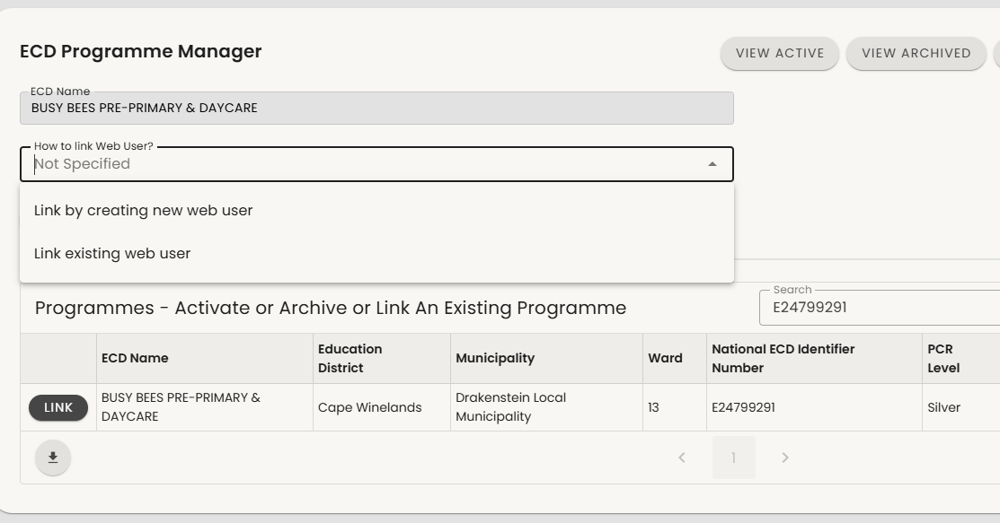 ECD Programme Manager
VIEW ACTIVE
VIEW ARCHIVED
ECD Name
BUSY BEES PRE-PRIMARY & DAYCARE
How to link Web User?
Not Specified
Link by creating new web user
Link existing web user
Programmes - Activate or Archive or Link An Existing Programme
Search
E24799291
ECD Name
Education
District
Municipality
Ward
National ECD Identifier
Number
PCR
Level
LINK
BUSY BEES PRE-PRIMARY &
DAYCARE
Cape Winelands
Drakenstein Local
Municipality
13
E24799291
Silver
1